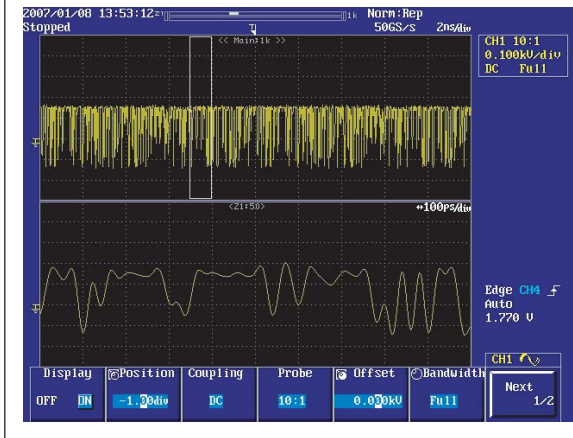 2007/01/08 13:53:12
1k Norm:Rep
Stopped 50GS/s 2ns/div
<< Main:1k >>
CH1 10:1
0.100kV/div
DC Full
<Z1:50> 100ps/div
Edge CH4
Auto
1.770 V
CH1
Display Position Coupling Probe Offset Bandwidth
Next
OFF ON -1.00div DC 10:1 0.000kV Full 1/2